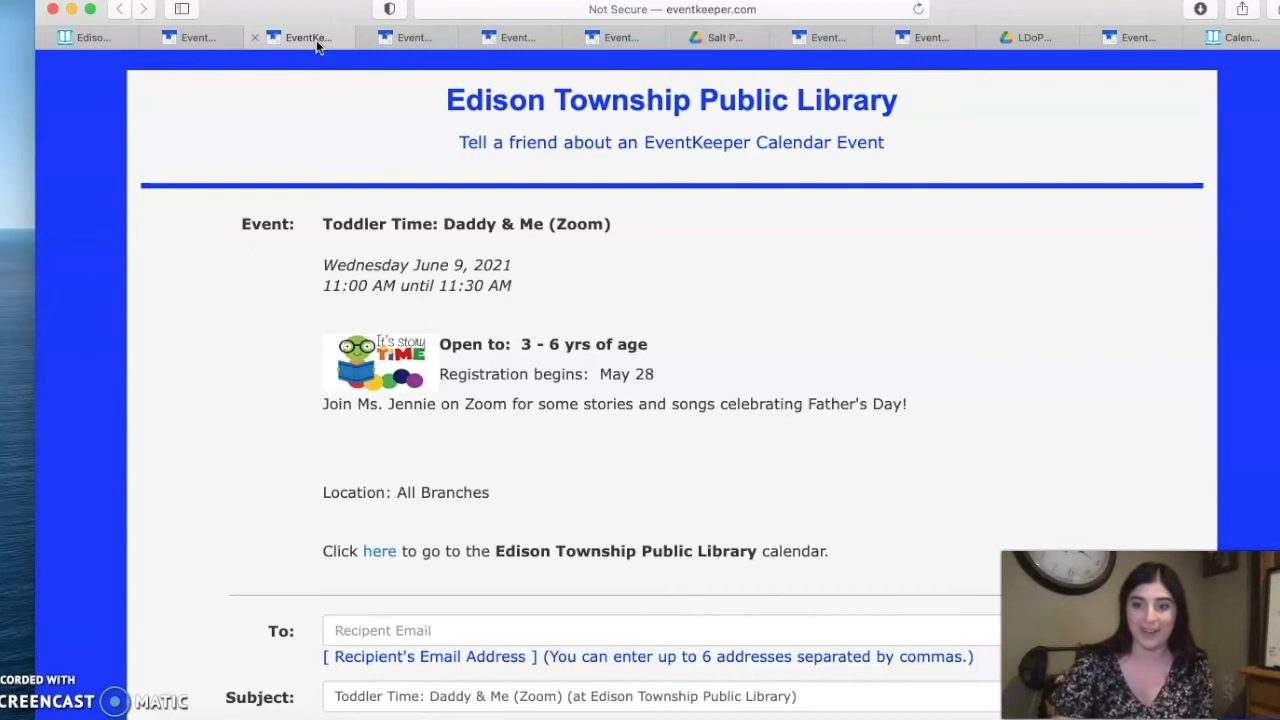 Not Secure — eventkeeper.com
Ediso...
Event...
EventKe...
Event...
Event...
Event...
Salt P...
Event...
Event...
LDoP...
Event...
Calen...
Edison Township Public Library
Tell a friend about an EventKeeper Calendar Event
Event: Toddler Time: Daddy & Me (Zoom)
Wednesday June 9, 2021
11:00 AM until 11:30 AM
It's story TIME
Open to: 3 - 6 yrs of age
Registration begins: May 28
Join Ms. Jennie on Zoom for some stories and songs celebrating Father's Day!
Location: All Branches
Click here to go to the Edison Township Public Library calendar.
To: Recipent Email
[ Recipient's Email Address ] (You can enter up to 6 addresses separated by commas.)
Subject: Toddler Time: Daddy & Me (Zoom) (at Edison Township Public Library)
CORDED WITH
CREENCAST MATIC